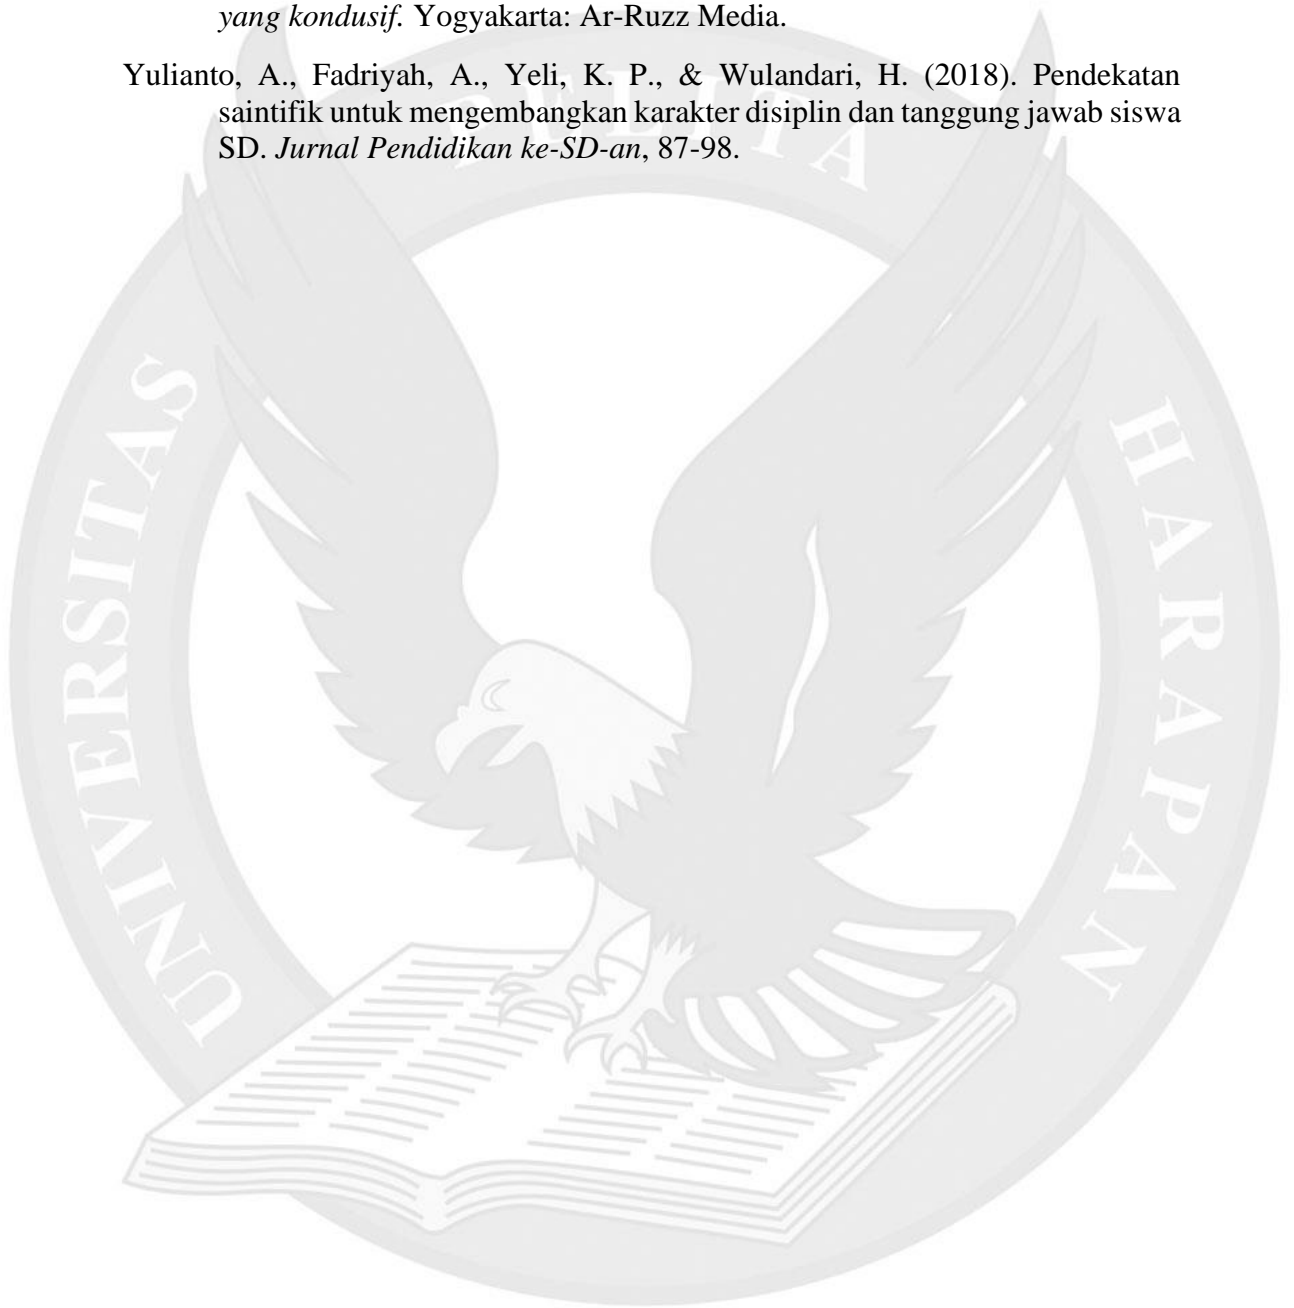 yang kondusif. Yogyakarta: Ar-Ruzz Media.
Yulianto, A., Fadriyah, A., Yeli, K. P., & Wulandari, H. (2018). Pendekatan
saintifik untuk mengembangkan karakter disiplin dan tanggung jawab siswa
SD. Jurnal Pendidikan ke-SD-an, 87-98.
UNIVERSITAS
PELITA
HARAPAN